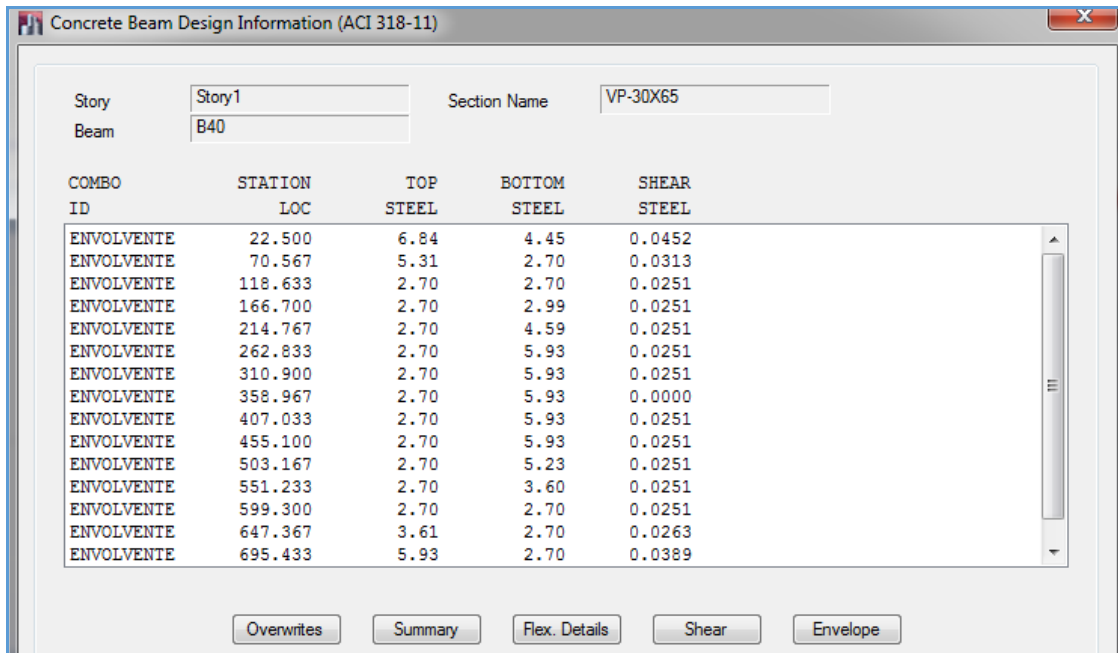 Concrete Beam Design Information (ACI 318-11)
Story Story1 Section Name VP-30X65
Beam B40
COMBO STATION TOP BOTTOM SHEAR
ID LOC STEEL STEEL STEEL
ENVOLVENTE 22.500 6.84 4.45 0.0452
ENVOLVENTE 70.567 5.31 2.70 0.0313
ENVOLVENTE 118.633 2.70 2.70 0.0251
ENVOLVENTE 166.700 2.70 2.99 0.0251
ENVOLVENTE 214.767 2.70 4.59 0.0251
ENVOLVENTE 262.833 2.70 5.93 0.0251
ENVOLVENTE 310.900 2.70 5.93 0.0251
ENVOLVENTE 358.967 2.70 5.93 0.0000
ENVOLVENTE 407.033 2.70 5.93 0.0251
ENVOLVENTE 455.100 2.70 5.93 0.0251
ENVOLVENTE 503.167 2.70 5.23 0.0251
ENVOLVENTE 551.233 2.70 3.60 0.0251
ENVOLVENTE 599.300 2.70 2.70 0.0251
ENVOLVENTE 647.367 3.61 2.70 0.0263
ENVOLVENTE 695.433 5.93 2.70 0.0389
Overwrites Summary Flex. Details Shear Envelope